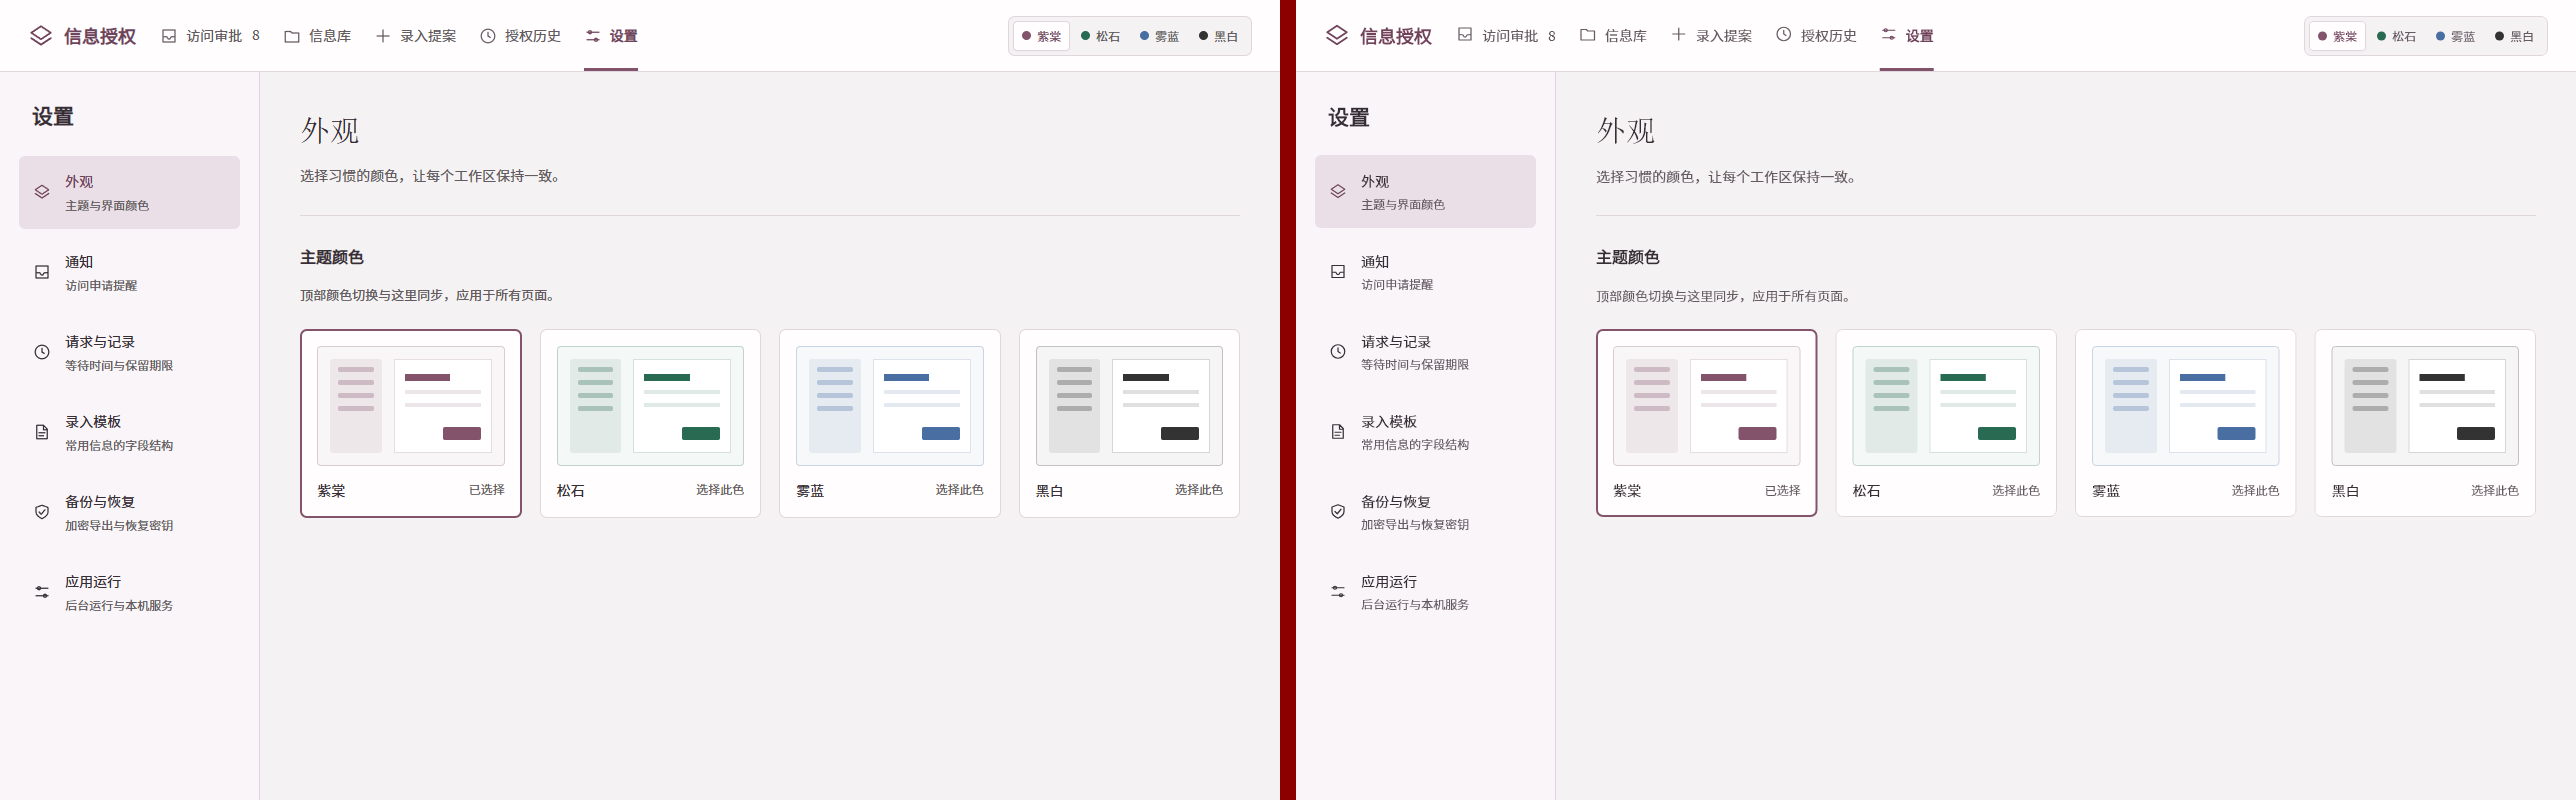 信息授权 访问审批 8 信息库 录入提案 授权历史 设置 紫棠 松石 雾蓝 黑白
设置
外观
主题与界面颜色
通知
访问申请提醒
请求与记录
等待时间与保留期限
录入模板
常用信息的字段结构
备份与恢复
加密导出与恢复密钥
应用运行
后台运行与本机服务
外观
选择习惯的颜色，让每个工作区保持一致。
主题颜色
顶部颜色切换与这里同步，应用于所有页面。
紫棠 已选择 松石 选择此色 雾蓝 选择此色 黑白 选择此色
信息授权 访问审批 8 信息库 录入提案 授权历史 设置 紫棠 松石 雾蓝 黑白
设置
外观
主题与界面颜色
通知
访问申请提醒
请求与记录
等待时间与保留期限
录入模板
常用信息的字段结构
备份与恢复
加密导出与恢复密钥
应用运行
后台运行与本机服务
外观
选择习惯的颜色，让每个工作区保持一致。
主题颜色
顶部颜色切换与这里同步，应用于所有页面。
紫棠 已选择 松石 选择此色 雾蓝 选择此色 黑白 选择此色